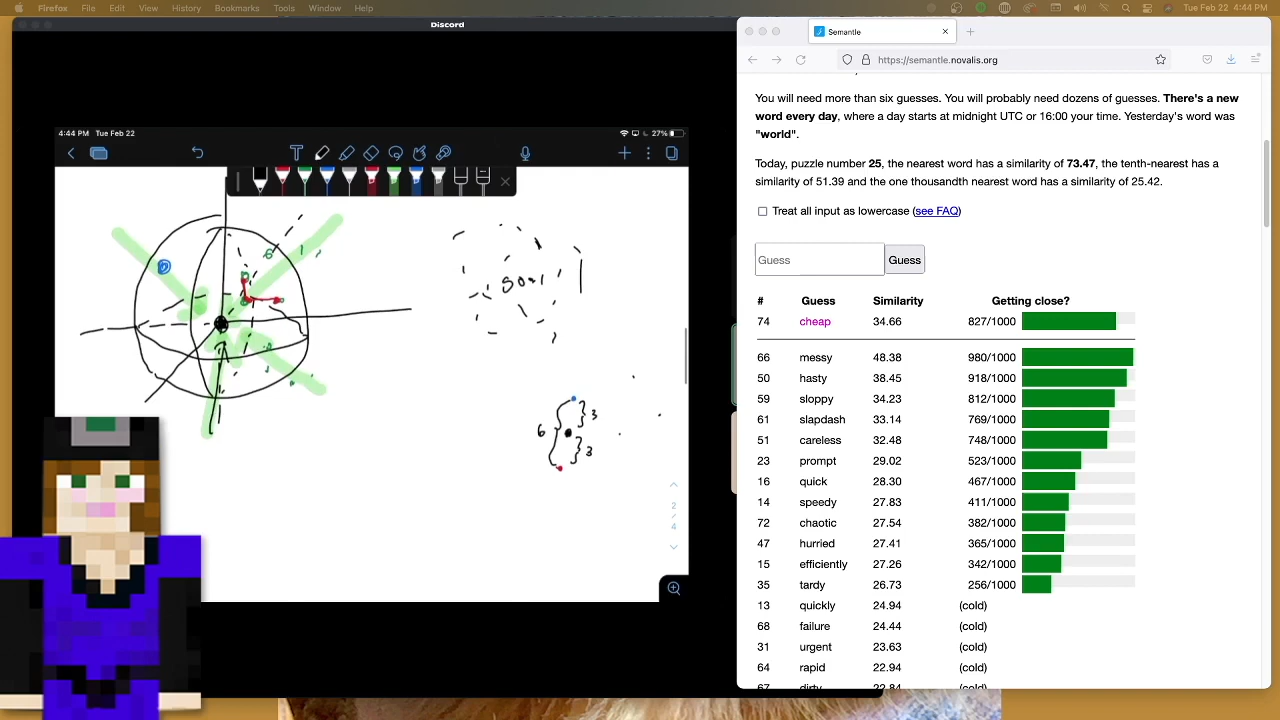 Firefox File Edit View History Bookmarks Tools Window Help Tue Feb 22 4:44 PM
Discord
4:44 PM Tue Feb 22 27%
6
6 3
3
2
/
4
Semantle
https://semantle.novalis.org
You will need more than six guesses. You will probably need dozens of guesses. There's a new
word every day, where a day starts at midnight UTC or 16:00 your time. Yesterday's word was
"world".
Today, puzzle number 25, the nearest word has a similarity of 73.47, the tenth-nearest has a
similarity of 51.39 and the one thousandth nearest word has a similarity of 25.42.
Treat all input as lowercase (see FAQ)
Guess Guess
# Guess Similarity Getting close?
74 cheap 34.66 827/1000
66 messy 48.38 980/1000
50 hasty 38.45 918/1000
59 sloppy 34.23 812/1000
61 slapdash 33.14 769/1000
51 careless 32.48 748/1000
23 prompt 29.02 523/1000
16 quick 28.30 467/1000
14 speedy 27.83 411/1000
72 chaotic 27.54 382/1000
47 hurried 27.41 365/1000
15 efficiently 27.26 342/1000
35 tardy 26.73 256/1000
13 quickly 24.94 (cold)
68 failure 24.44 (cold)
31 urgent 23.63 (cold)
64 rapid 22.94 (cold)
67 dirty 22.84 (cold)